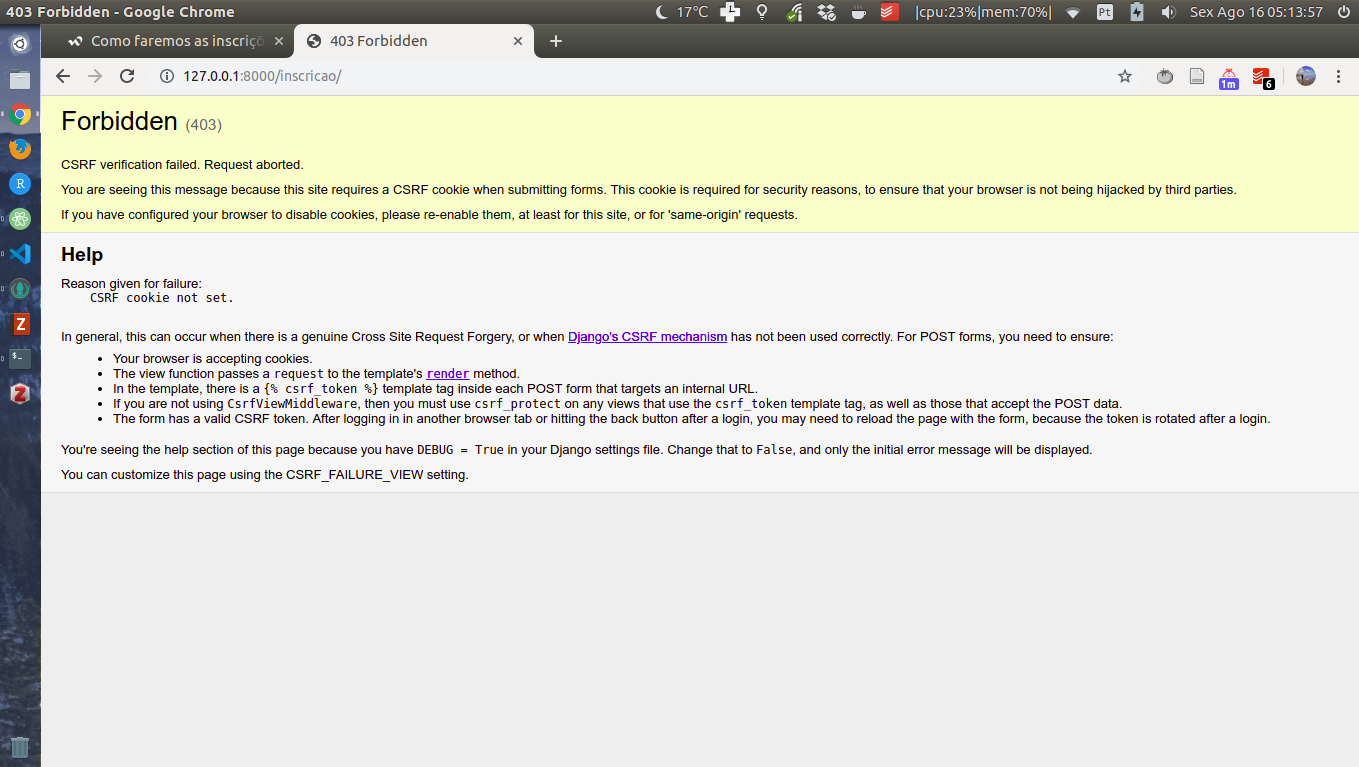 403 Forbidden - Google Chrome
17°C
|cpu:23%|mem:70%|
Pt
Sex Ago 16 05:13:57
Como faremos as inscriçõ
403 Forbidden
127.0.0.1:8000/inscricao/
1m
6
Forbidden (403)
CSRF verification failed. Request aborted.
You are seeing this message because this site requires a CSRF cookie when submitting forms. This cookie is required for security reasons, to ensure that your browser is not being hijacked by third parties.
If you have configured your browser to disable cookies, please re-enable them, at least for this site, or for 'same-origin' requests.
Help
Reason given for failure:
CSRF cookie not set.
In general, this can occur when there is a genuine Cross Site Request Forgery, or when Django's CSRF mechanism has not been used correctly. For POST forms, you need to ensure:
Your browser is accepting cookies.
The view function passes a request to the template's render method.
In the template, there is a {% csrf_token %} template tag inside each POST form that targets an internal URL.
If you are not using CsrfViewMiddleware, then you must use csrf_protect on any views that use the csrf_token template tag, as well as those that accept the POST data.
The form has a valid CSRF token. After logging in in another browser tab or hitting the back button after a login, you may need to reload the page with the form, because the token is rotated after a login.
You're seeing the help section of this page because you have DEBUG = True in your Django settings file. Change that to False, and only the initial error message will be displayed.
You can customize this page using the CSRF_FAILURE_VIEW setting.
R
Z
$_
Z